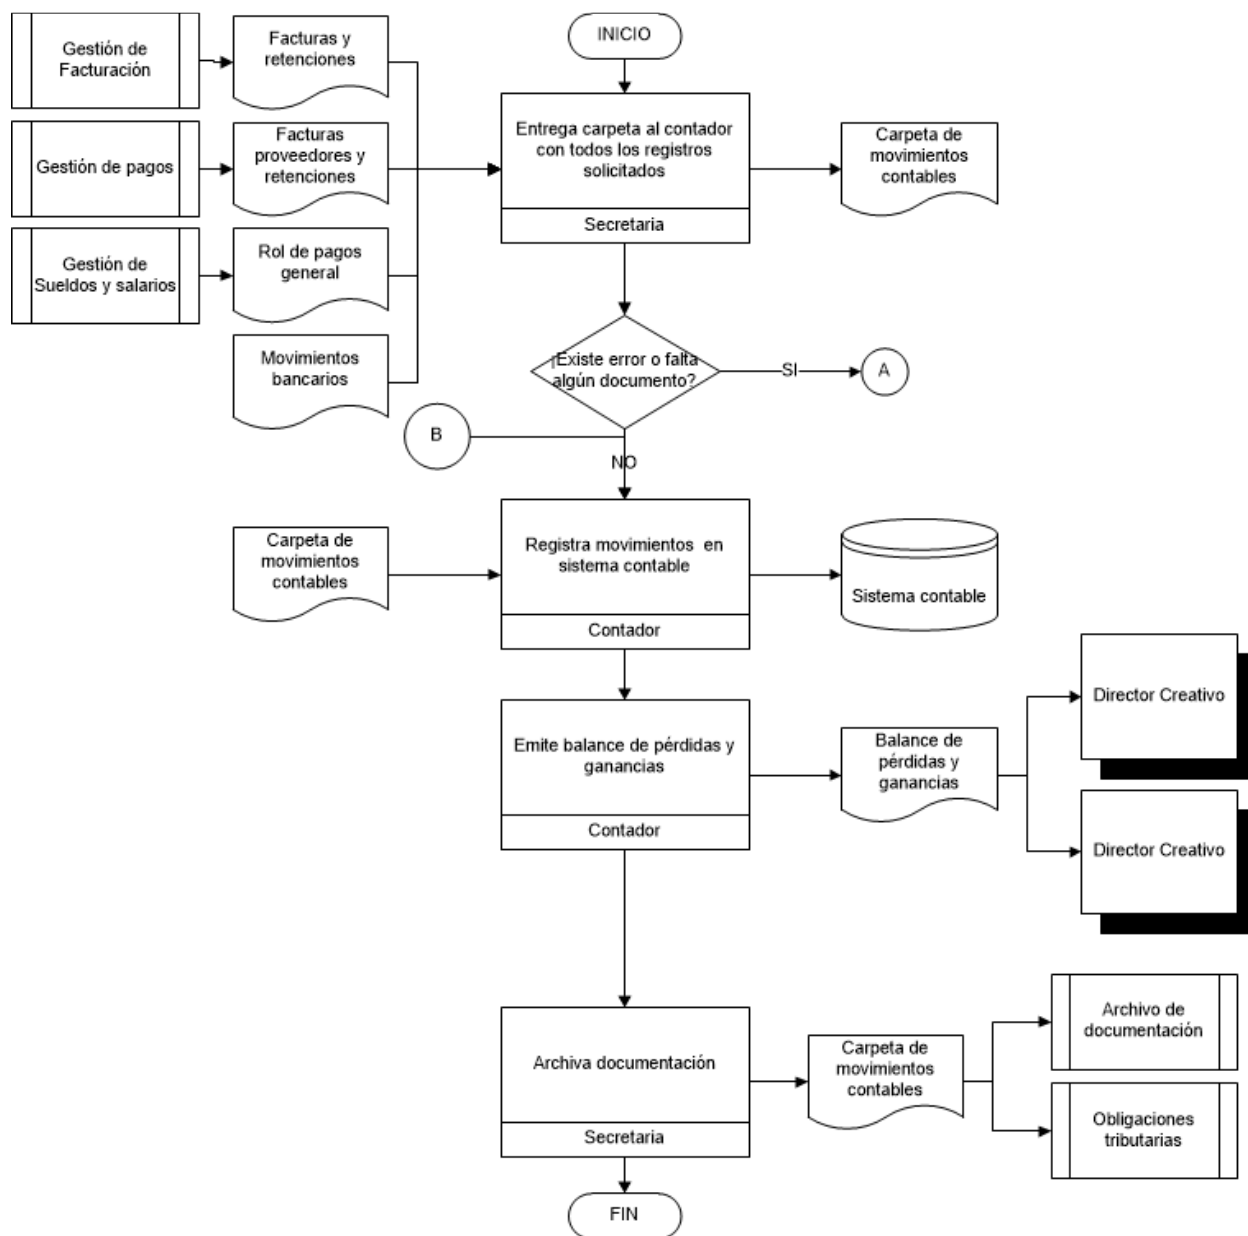 INICIO
Gestión de
Facturación
Facturas y
retenciones
Entrega carpeta al contador
con todos los registros
solicitados
Secretaria
Carpeta de
movimientos
contables
Gestión de pagos
Facturas
proveedores y
retenciones
Gestión de
Sueldos y salarios
Rol de pagos
general
Movimientos
bancarios
¡Existe error o falta
algún documento?
SI
A
B
NO
Carpeta de
movimientos
contables
Registra movimientos en
sistema contable
Contador
Sistema contable
Emite balance de pérdidas y
ganancias
Contador
Balance de
pérdidas y
ganancias
Director Creativo
Director Creativo
Archiva documentación
Secretaria
Carpeta de
movimientos
contables
Archivo de
documentación
Obligaciones
tributarias
FIN